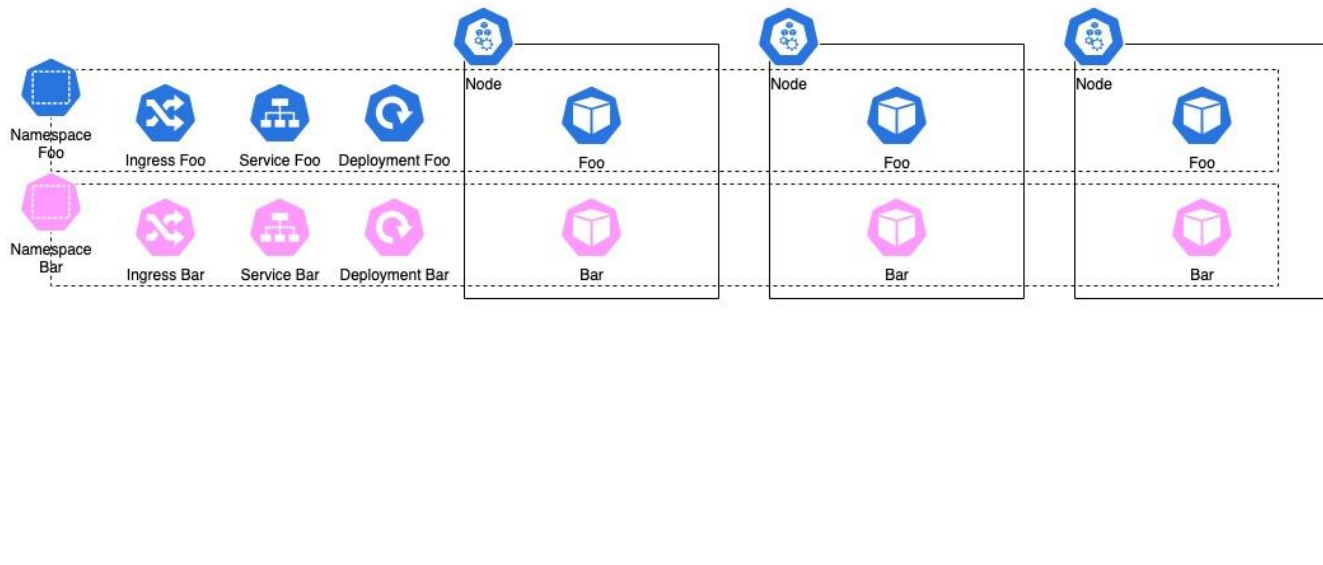 Node
Node
Node
Namespace
Foo
Ingress Foo
Service Foo
Deployment Foo
Foo
Foo
Foo
Namespace
Bar
Ingress Bar
Service Bar
Deployment Bar
Bar
Bar
Bar